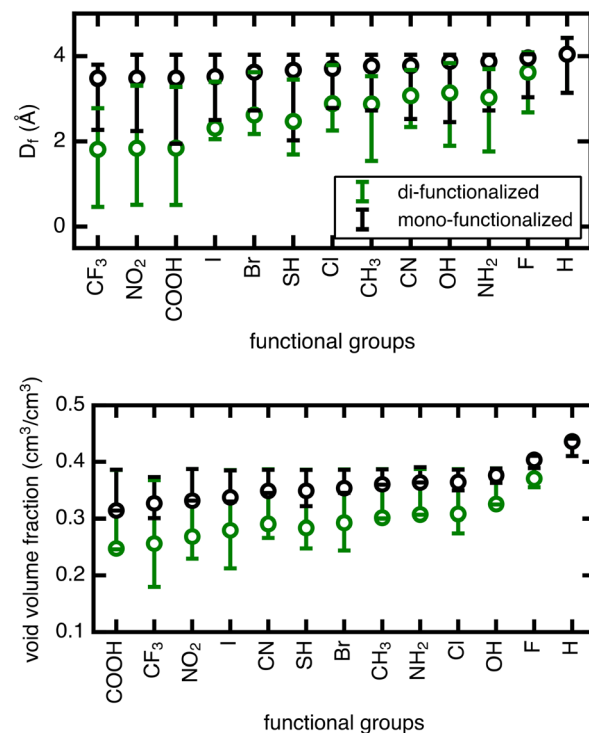 4
2
0
D_f (Å)
di-functionalized
mono-functionalized
CF₃ NO₂ COOH I Br SH Cl CH₃ CN OH NH₂ F H
functional groups
0.5
0.4
0.3
0.2
0.1
void volume fraction (cm³/cm³)
COOH CF₃ NO₂ I CN SH Br CH₃ NH₂ Cl OH F H
functional groups